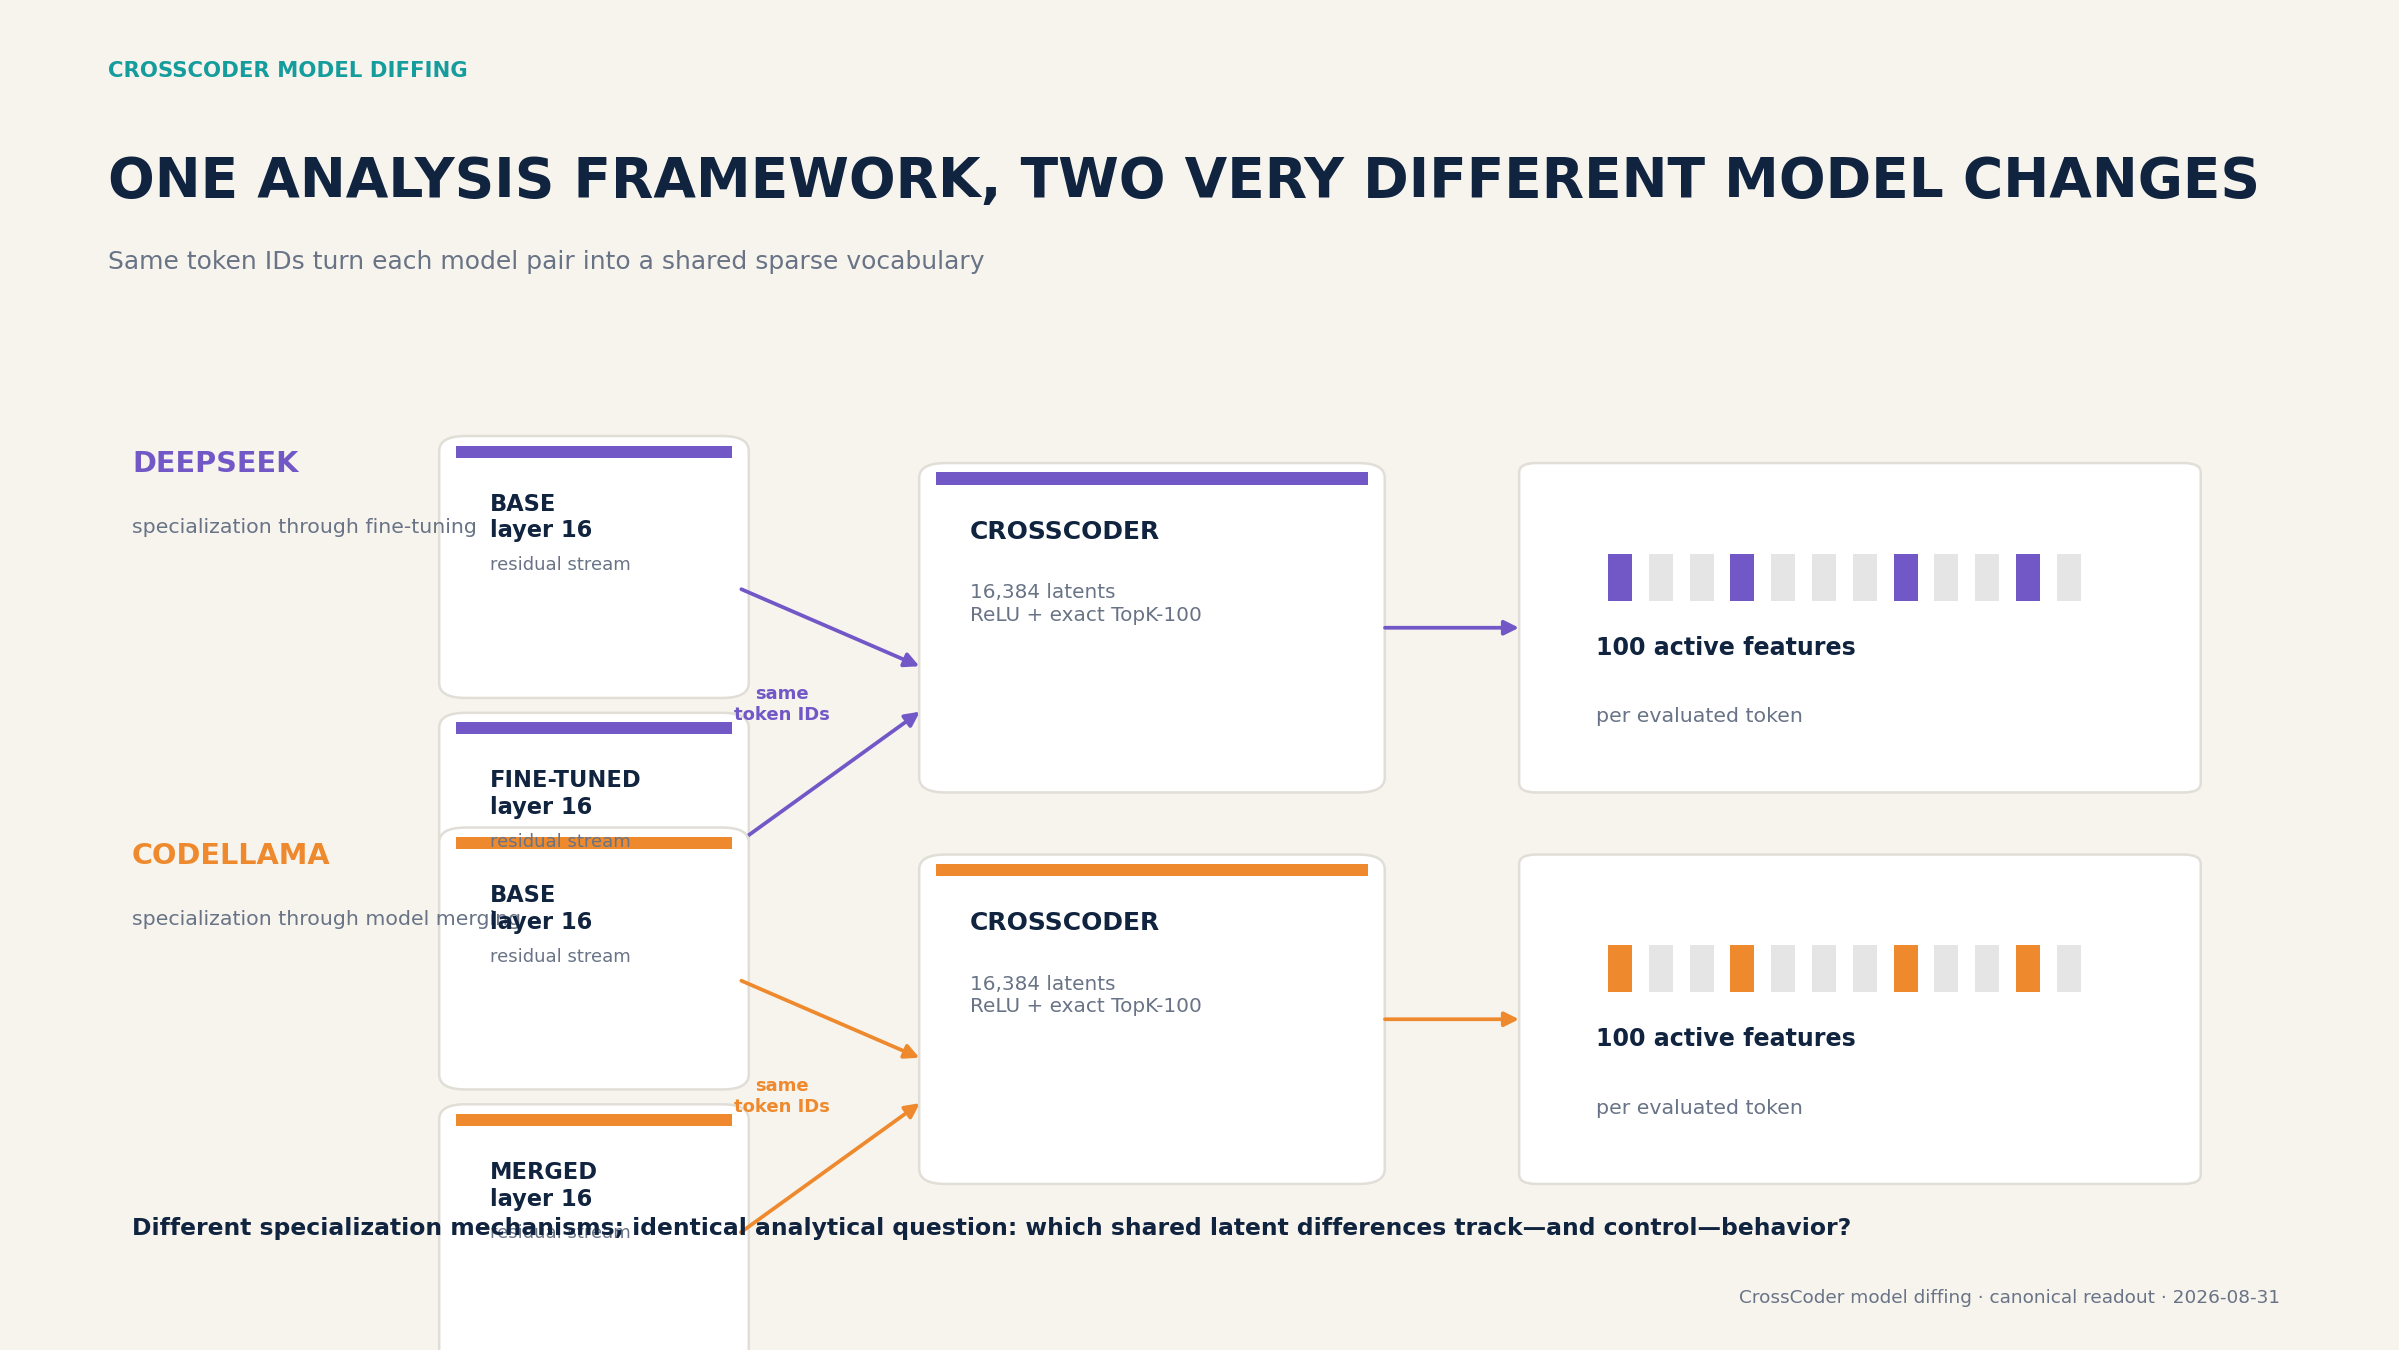 CROSSCODER MODEL DIFFING
ONE ANALYSIS FRAMEWORK, TWO VERY DIFFERENT MODEL CHANGES
Same token IDs turn each model pair into a shared sparse vocabulary
DEEPSEEK
specialization through fine-tuning
BASE
layer 16
residual stream
same
token IDs
FINE-TUNED
layer 16
residual stream
CROSSCODER
16,384 latents
ReLU + exact TopK-100
100 active features
per evaluated token
CODELLAMA
specialization through model merging
BASE
layer 16
residual stream
same
token IDs
MERGED
layer 16
residual stream
CROSSCODER
16,384 latents
ReLU + exact TopK-100
100 active features
per evaluated token
Different specialization mechanisms; identical analytical question: which shared latent differences track—and control—behavior?
CrossCoder model diffing · canonical readout · 2026-08-31